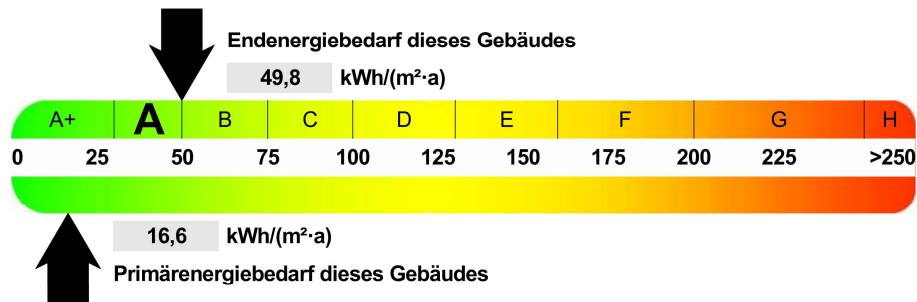 Endenergiebedarf dieses Gebäudes
49,8 kWh/(m²·a)
A+ A B C D E F G H
0 25 50 75 100 125 150 175 200 225 >250
16,6 kWh/(m²·a)
Primärenergiebedarf dieses Gebäudes